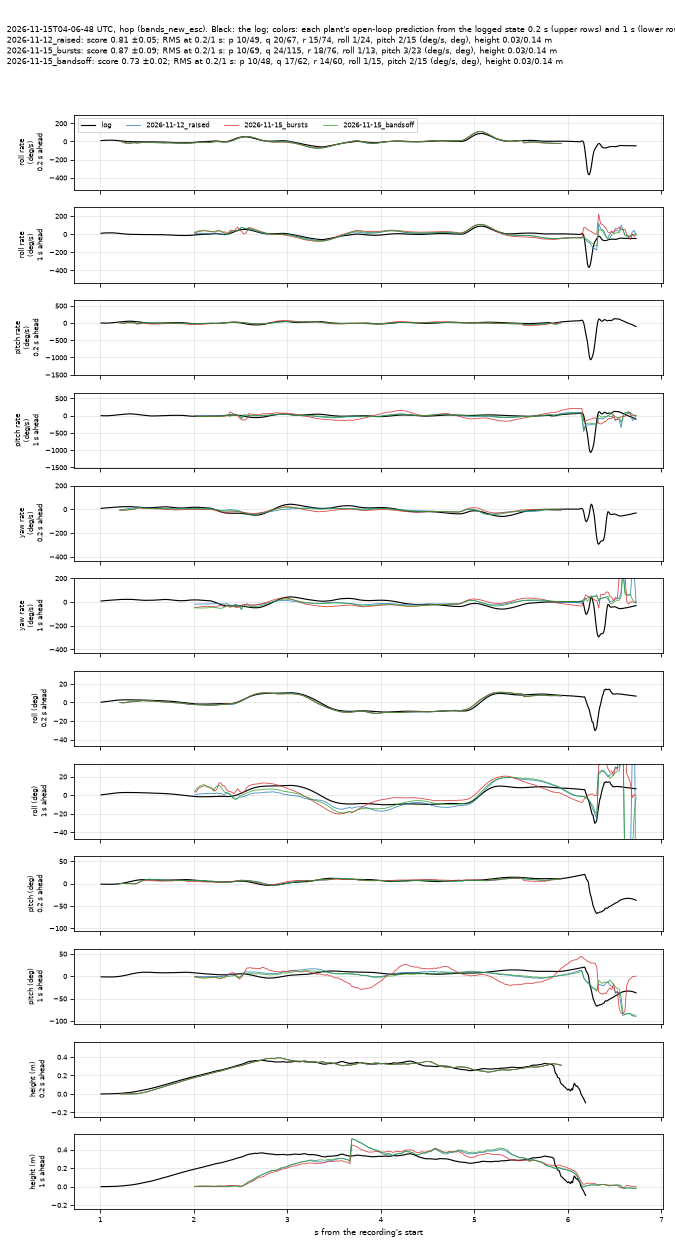 2026-11-15T04-06-48 UTC, hop (bands_new_esc). Black: the log; colors: each plant's open-loop prediction from the logged state 0.2 s (upper rows) and 1 s (lower row
2026-11-12_raised: score 0.81 ±0.05; RMS at 0.2/1 s: p 10/49, q 20/67, r 15/74, roll 1/24, pitch 2/15 (deg/s, deg), height 0.03/0.14 m
2026-11-15_bursts: score 0.87 ±0.09; RMS at 0.2/1 s: p 10/69, q 24/115, r 18/76, roll 1/13, pitch 3/23 (deg/s, deg), height 0.03/0.14 m
2026-11-15_bandsoff: score 0.73 ±0.02; RMS at 0.2/1 s: p 10/48, q 17/62, r 14/60, roll 1/15, pitch 2/15 (deg/s, deg), height 0.03/0.14 m
log 2026-11-12_raised 2026-11-15_bursts 2026-11-15_bandsoff
roll rate
(deg/s)
0.2 s ahead
200
0
−200
−400
roll rate
(deg/s)
1 s ahead
200
0
−200
−400
pitch rate
(deg/s)
0.2 s ahead
500
0
−500
−1000
−1500
pitch rate
(deg/s)
1 s ahead
500
0
−500
−1000
−1500
yaw rate
(deg/s)
0.2 s ahead
200
0
−200
−400
yaw rate
(deg/s)
1 s ahead
200
0
−200
−400
roll (deg)
0.2 s ahead
20
0
−20
−40
roll (deg)
1 s ahead
20
0
−20
−40
pitch (deg)
0.2 s ahead
50
0
−50
−100
pitch (deg)
1 s ahead
50
0
−50
−100
height (m)
0.2 s ahead
0.4
0.2
0.0
−0.2
height (m)
1 s ahead
0.4
0.2
0.0
−0.2
1 2 3 4 5 6 7
s from the recording's start